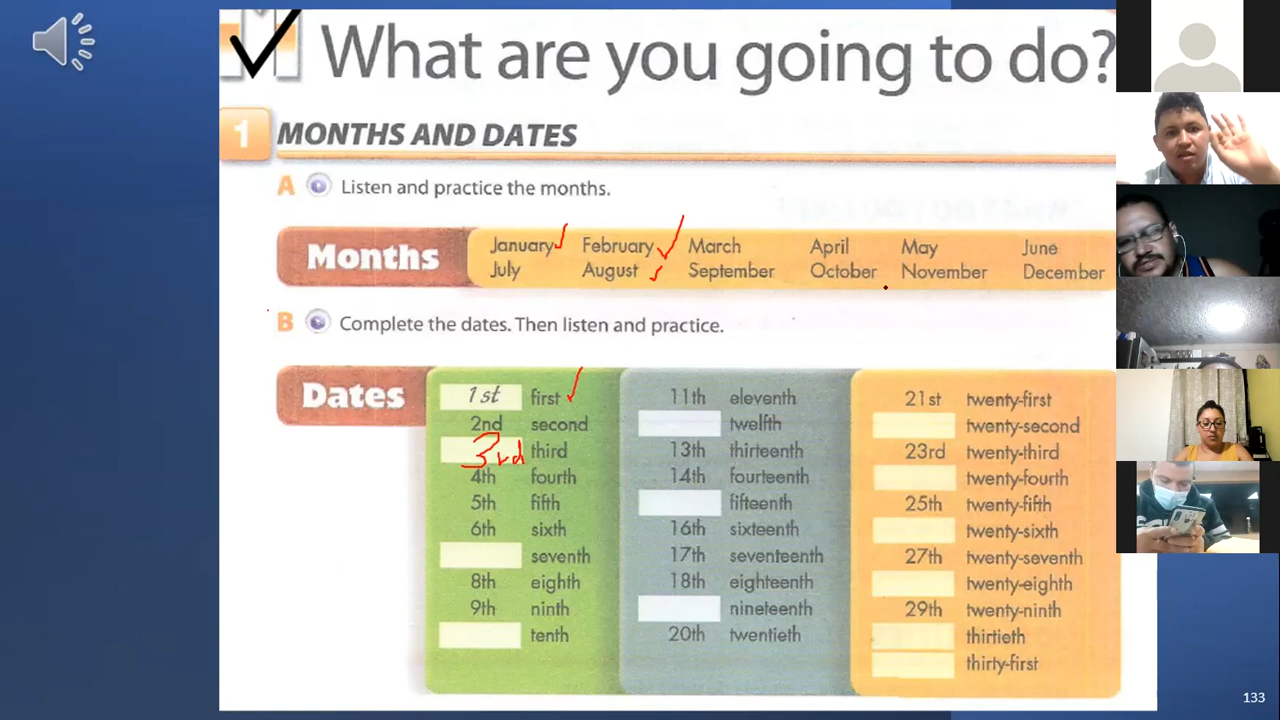 What are you going to do?
1 MONTHS AND DATES
A Listen and practice the months.
Months
January February March April May June
July August September October November December
B Complete the dates. Then listen and practice.
Dates
1st first
2nd second
3rd third
4th fourth
5th fifth
6th sixth
seventh
8th eighth
9th ninth
tenth
11th eleventh
twelfth
13th thirteenth
14th fourteenth
fifteenth
16th sixteenth
17th seventeenth
18th eighteenth
nineteenth
20th twentieth
21st twenty-first
twenty-second
23rd twenty-third
twenty-fourth
25th twenty-fifth
twenty-sixth
27th twenty-seventh
twenty-eighth
29th twenty-ninth
thirtieth
thirty-first
133